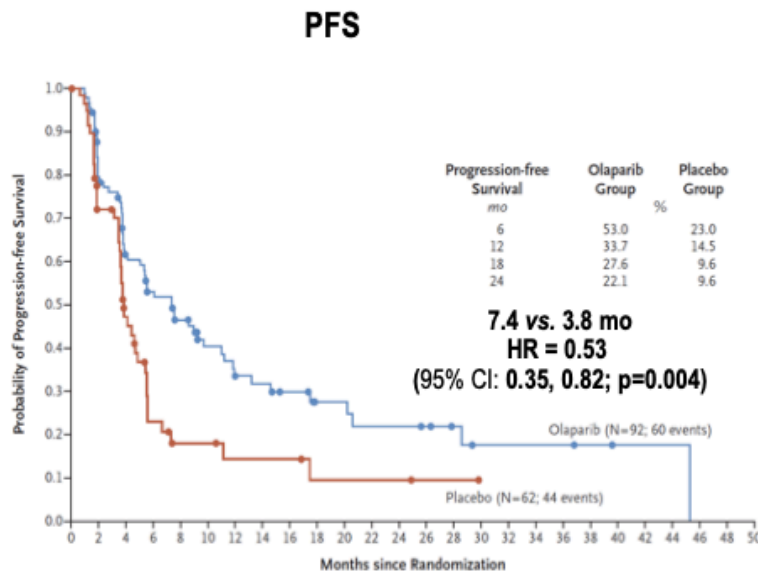 PFS
Probability of Progression-free Survival
1.0
0.9
0.8
0.7
0.6
0.5
0.4
0.3
0.2
0.1
0.0
Progression-free Survival Olaparib Group Placebo Group
mo %
6 53.0 23.0
12 33.7 14.5
18 27.6 9.6
24 22.1 9.6
7.4 vs. 3.8 mo
HR = 0.53
(95% CI: 0.35, 0.82; p=0.004)
Olaparib (N=92; 60 events)
Placebo (N=62; 44 events)
0 2 4 6 8 10 12 14 16 18 20 22 24 26 28 30 32 34 36 38 40 42 44 46 48 50
Months since Randomization